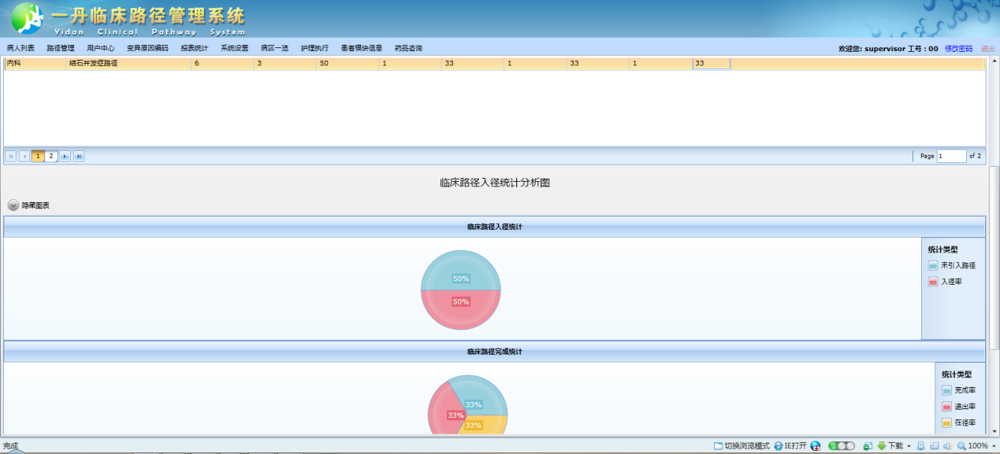 一丹临床路径管理系统
Yidan Clinical Pathway System
病人列表 路径管理 用户中心 变异原因编码 报表统计 系统设置 病区一览 护理执行 患者模块信息 药品咨询 欢迎您: supervisor 工号 : 00 修改密码 退出
内科 结石并发症路径 6 3 50 1 33 1 33 1 33
1 2 Page 1 of 2
临床路径入径统计分析图
隐藏图表
临床路径入径统计
统计类型
未引入路径
入径率
50%
50%
临床路径完成统计
统计类型
完成率
退出率
在径率
33%
33%
33%
完成 切换浏览模式 IE打开 下载 100%